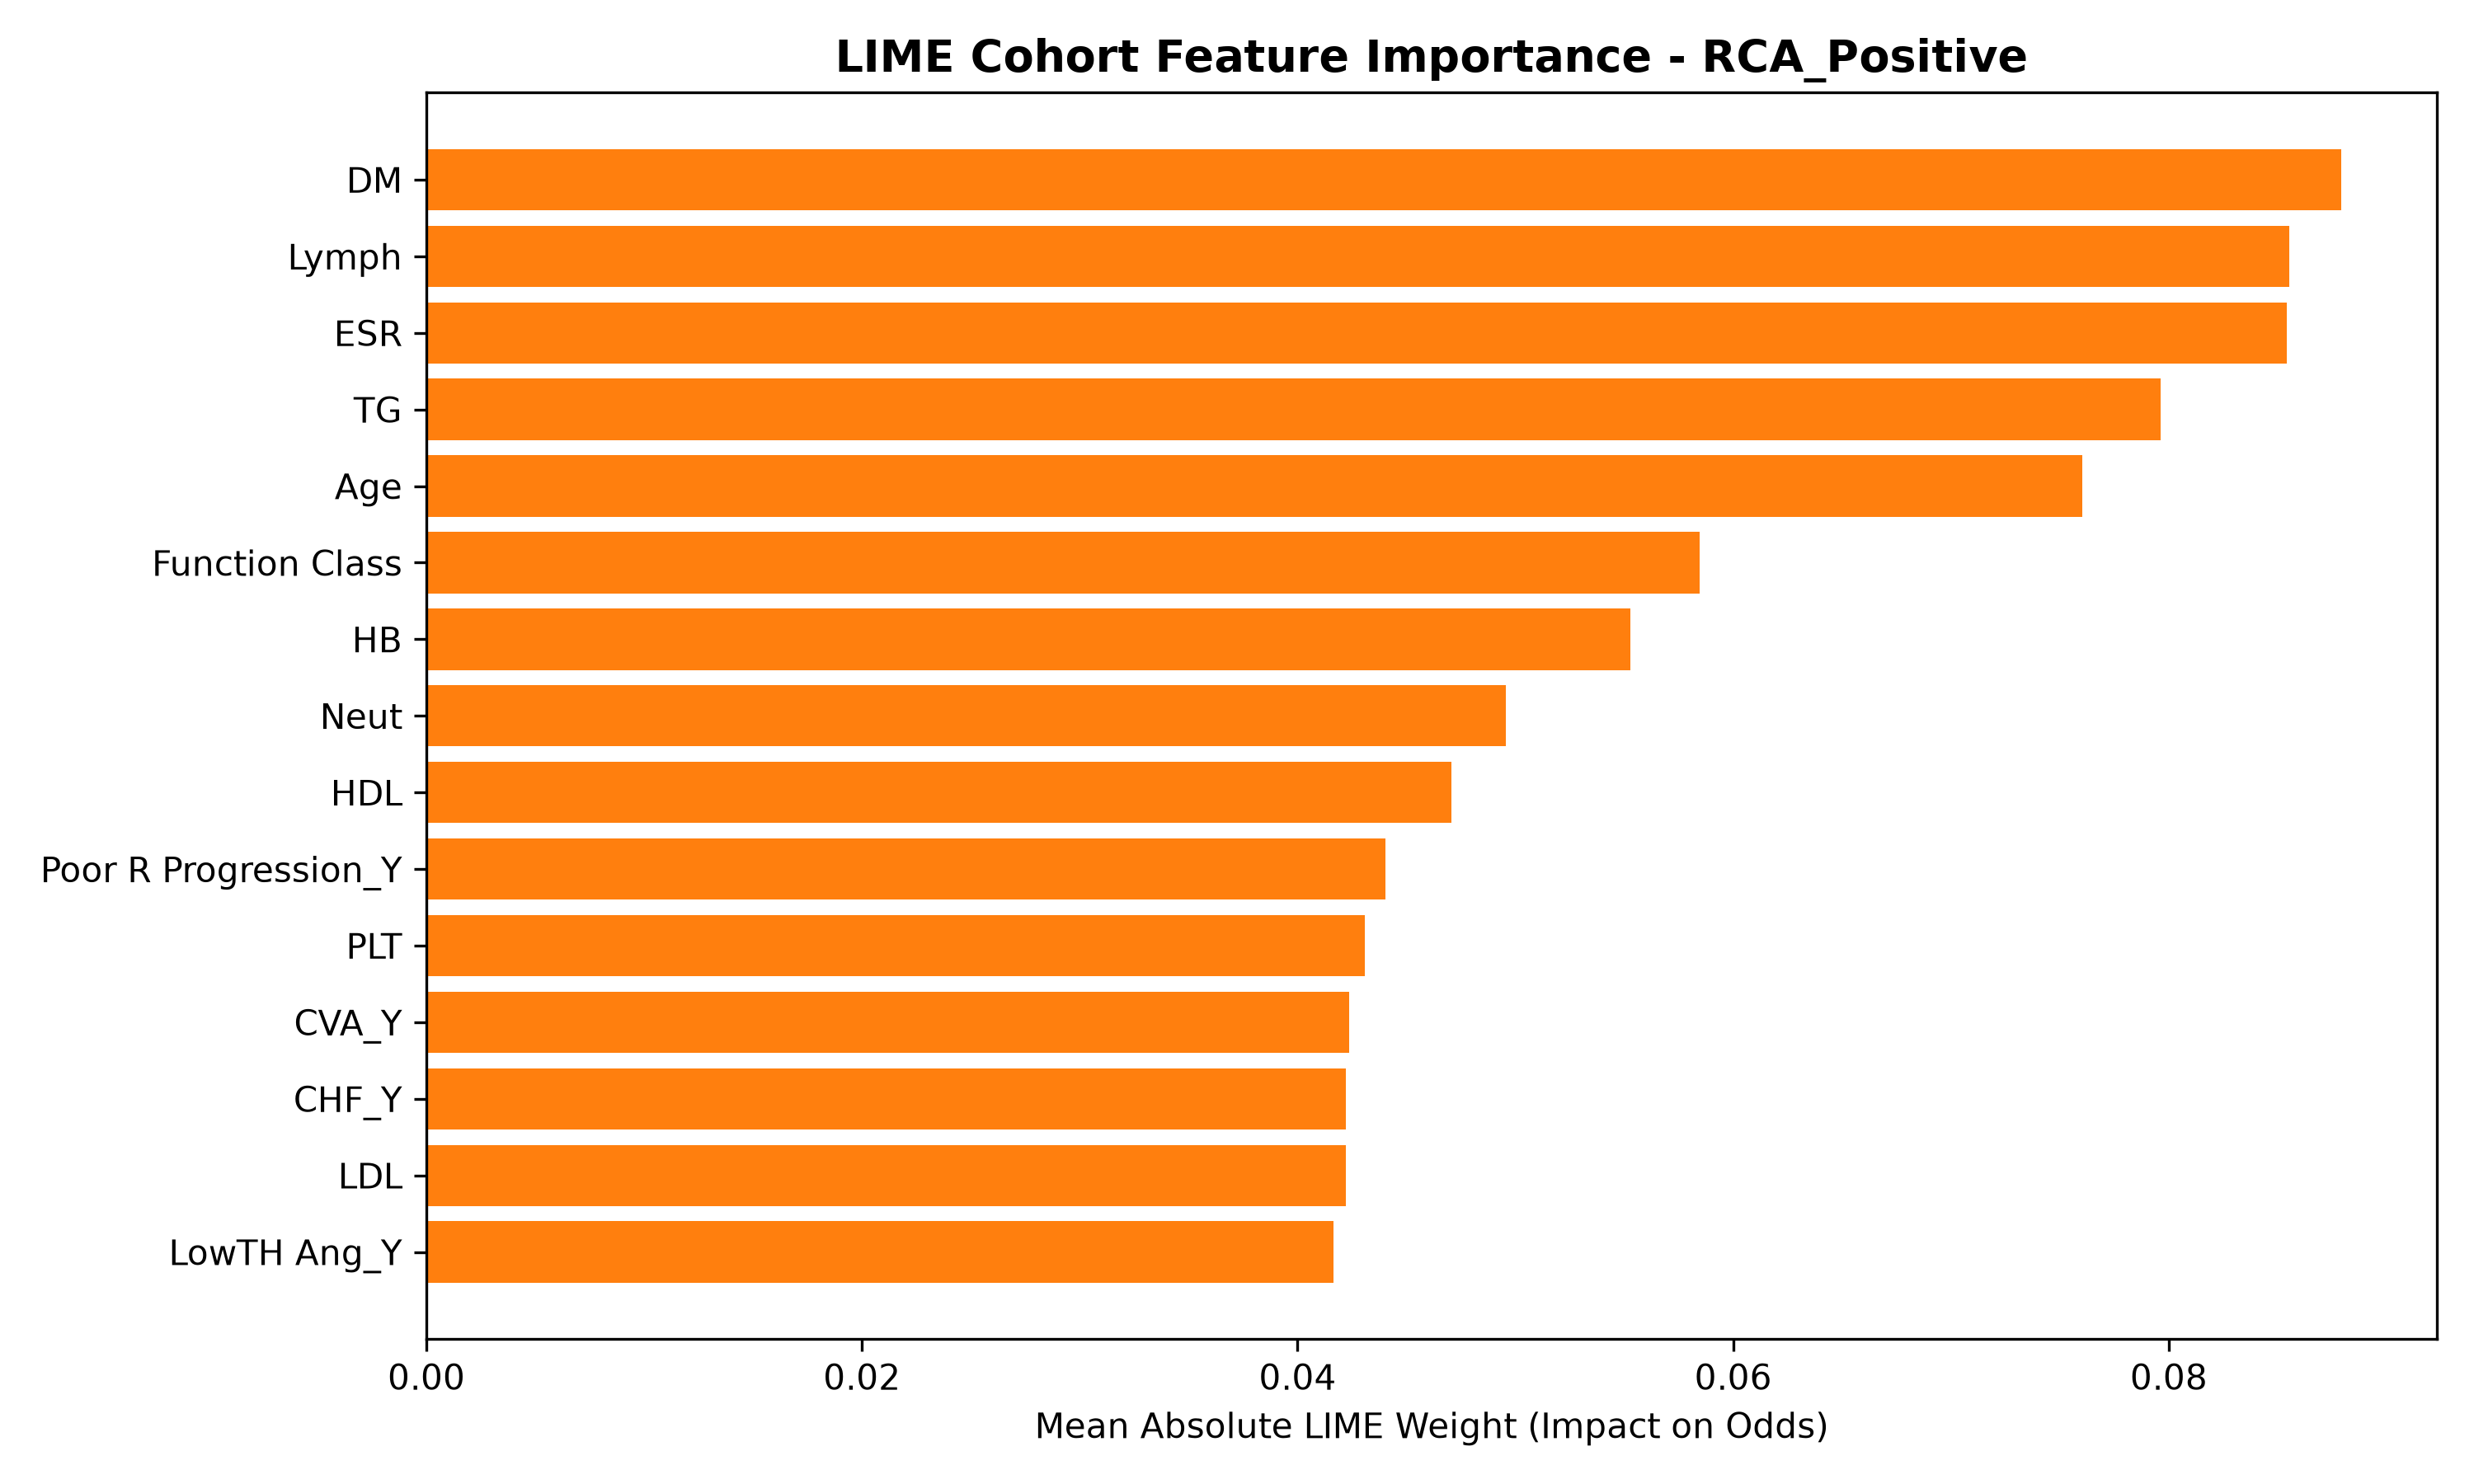 LIME Cohort Feature Importance - RCA_Positive
DM
Lymph
ESR
TG
Age
Function Class
HB
Neut
HDL
Poor R Progression_Y
PLT
CVA_Y
CHF_Y
LDL
LowTH Ang_Y
0.00 0.02 0.04 0.06 0.08
Mean Absolute LIME Weight (Impact on Odds)